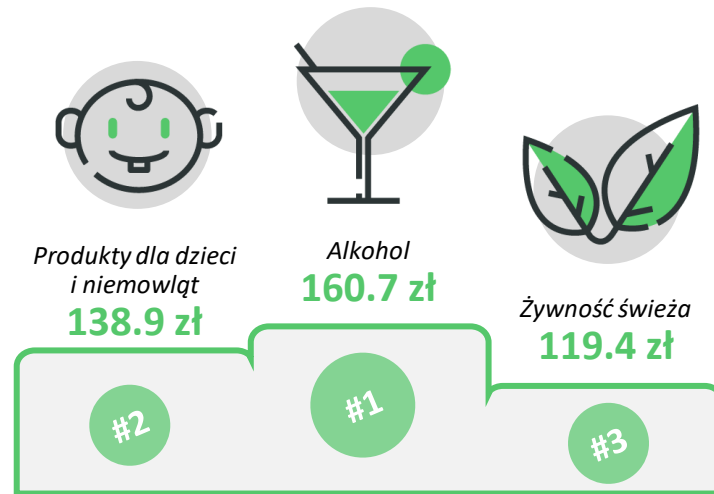 Produkty dla dzieci
i niemowląt
138.9 zł
Alkohol
160.7 zł
Żywność świeża
119.4 zł
#2
#1
#3